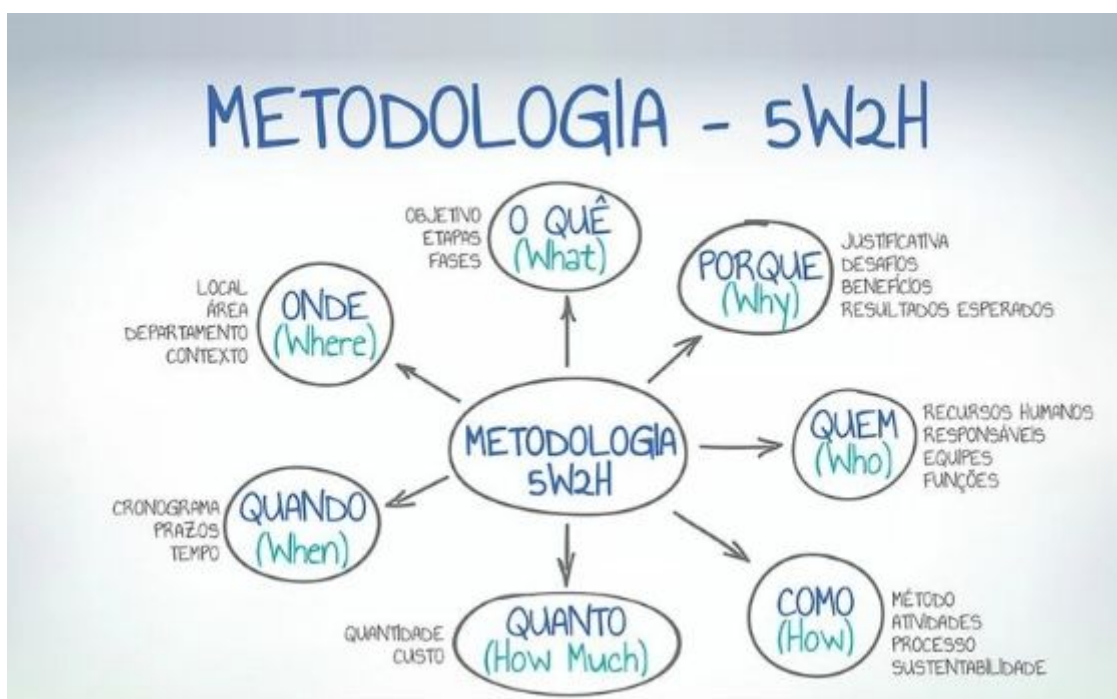 METODOLOGIA - 5W2H
OBJETIVO
ETAPAS
FASES
O QUÊ
(What)
PORQUE
(Why)
JUSTIFICATIVA
DESAFIOS
BENEFÍCIOS
RESULTADOS ESPERADOS
LOCAL
ÁREA
DEPARTAMENTO
CONTEXTO
ONDE
(Where)
METODOLOGIA
5W2H
QUEM
(Who)
RECURSOS HUMANOS
RESPONSÁVEIS
EQUIPES
FUNÇÕES
CRONOGRAMA
PRAZOS
TEMPO
QUANDO
(When)
QUANTIDADE
CUSTO
QUANTO
(How Much)
COMO
(How)
MÉTODO
ATIVIDADES
PROCESSO
SUSTENTABILIDADE